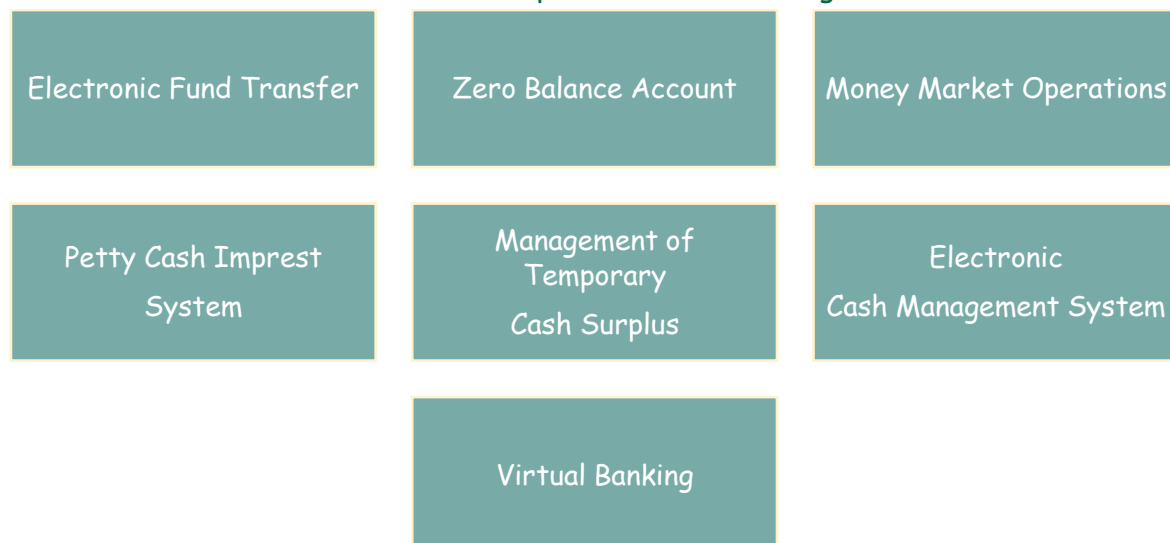 Electronic Fund Transfer
Zero Balance Account
Money Market Operations
Petty Cash Imprest
System
Management of
Temporary
Cash Surplus
Electronic
Cash Management System
Virtual Banking